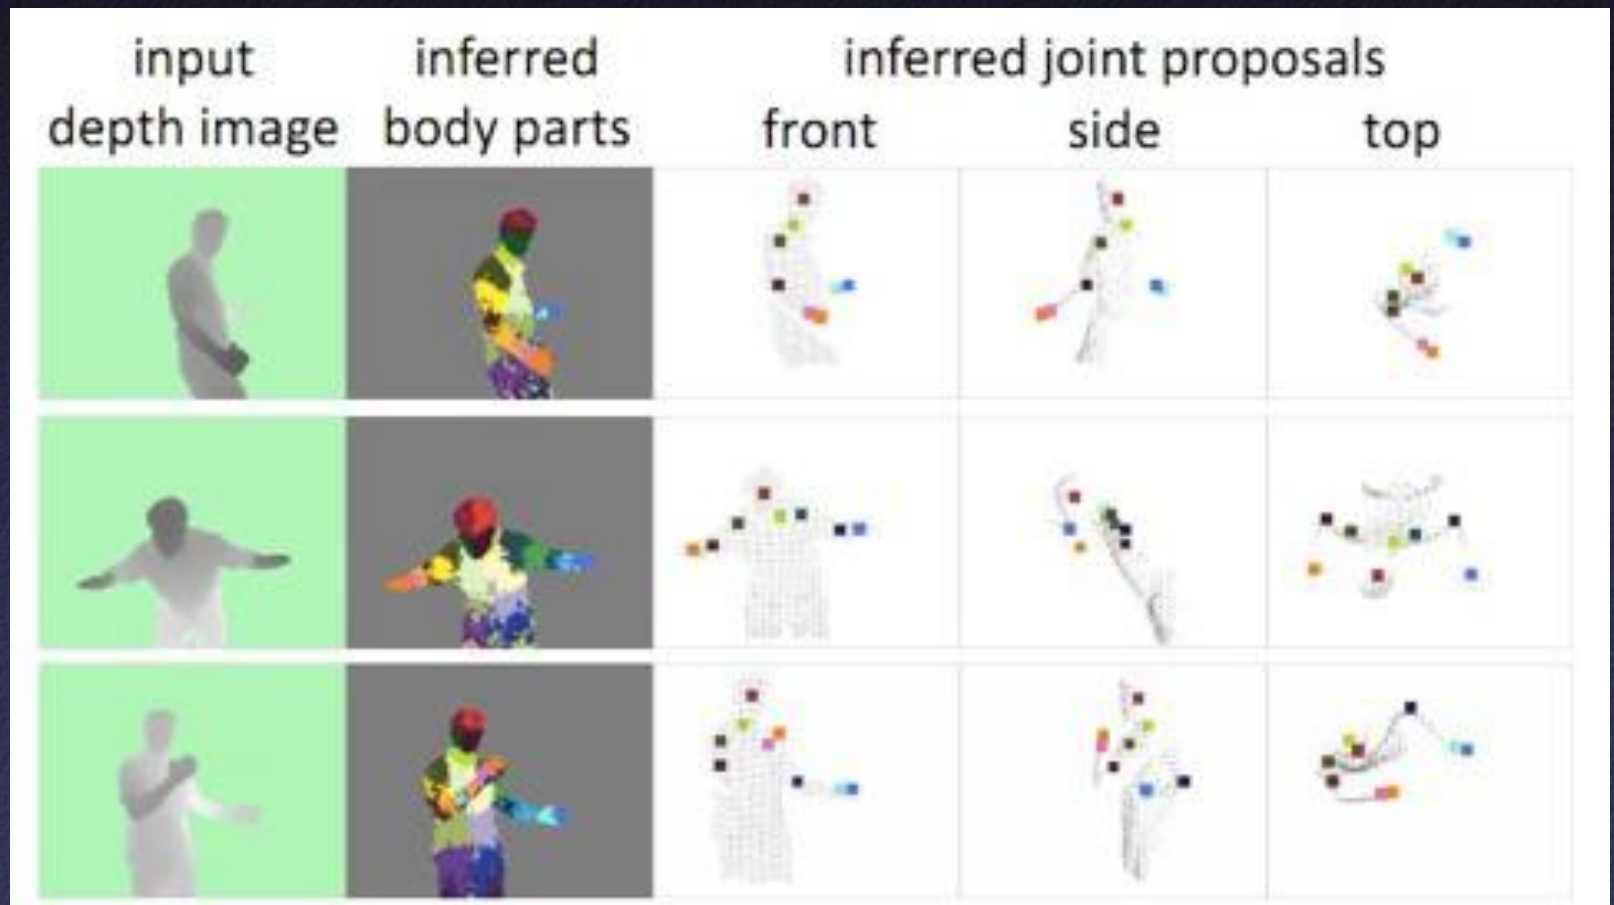 input
depth image
inferred
body parts
inferred joint proposals
front
side
top